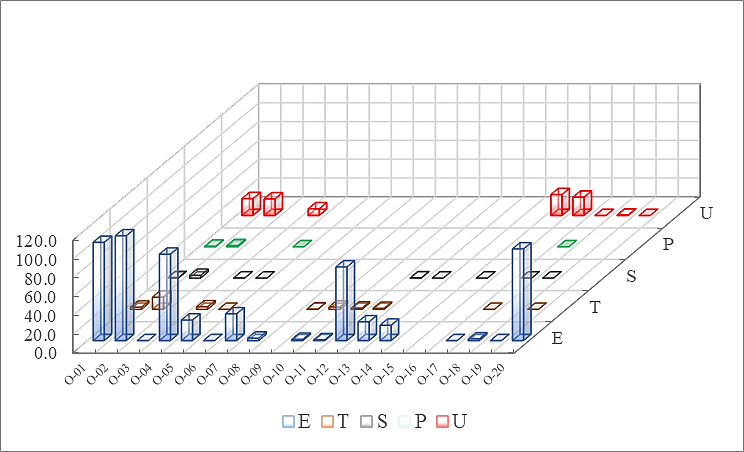 120.0
100.0
80.0
60.0
40.0
20.0
0.0
O-01
O-02
O-03
O-04
O-05
O-06
O-07
O-08
O-09
O-10
O-11
O-12
O-13
O-14
O-15
O-16
O-17
O-18
O-19
O-20
U
P
S
T
E
E T S P U